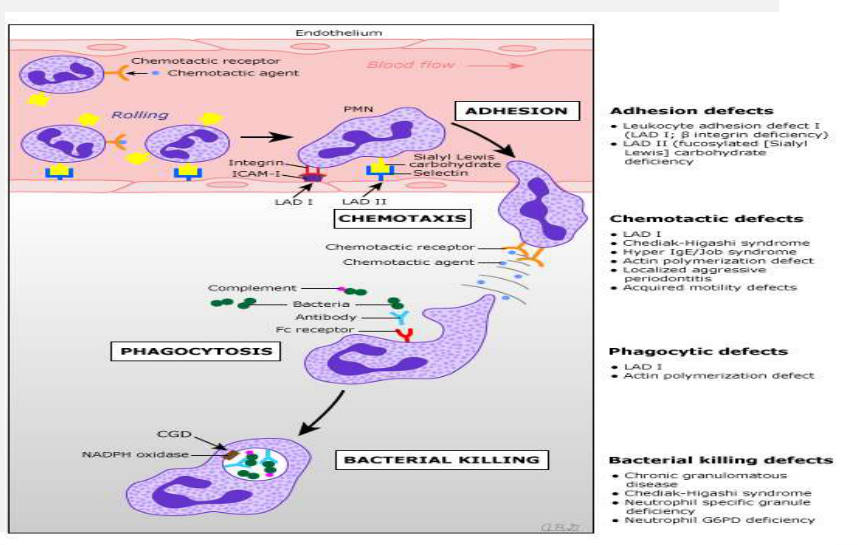 Endothelium
Chemotactic receptor
Chemotactic agent
Blood flow
Rolling
PMN
ADHESION
Integrin
ICAM-I
Sialyl Lewis
carbohydrate
Selectin
LAD I
LAD II
CHEMOTAXIS
Chemotactic receptor
Chemotactic agent
Complement
Bacteria
Antibody
Fc receptor
PHAGOCYTOSIS
CGD
NADPH oxidase
BACTERIAL KILLING
Adhesion defects
• Leukocyte adhesion defect I
(LAD I; β integrin deficiency)
• LAD II (fucosylated [Sialyl
Lewis] carbohydrate
deficiency
Chemotactic defects
• LAD I
• Chediak-Higashi syndrome
• Hyper IgE/Job syndrome
• Actin polymerization defect
• Localized aggressive
periodontitis
• Acquired motility defects
Phagocytic defects
• LAD I
• Actin polymerization defect
Bacterial killing defects
• Chronic granulomatous
disease
• Chediak-Higashi syndrome
• Neutrophil specific granule
deficiency
• Neutrophil G6PD deficiency